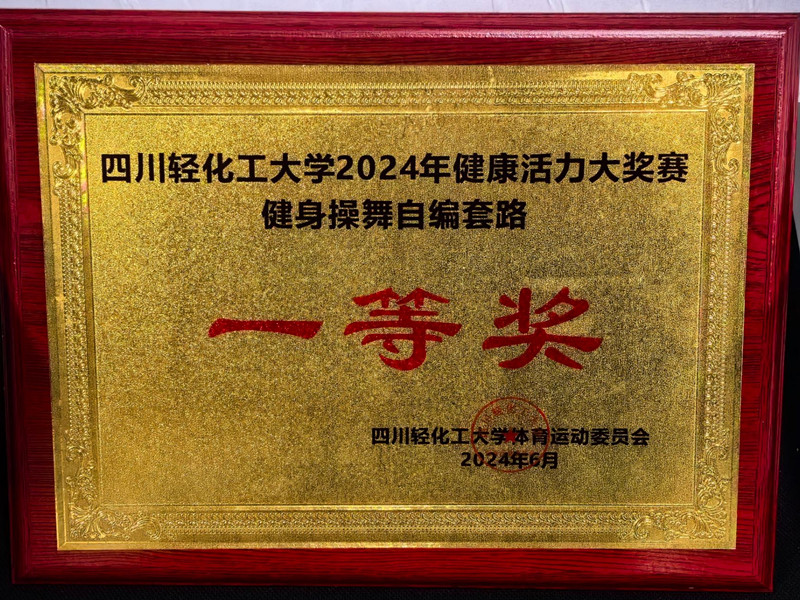 四川轻化工大学2024年健康活力大奖赛
健身操舞自编套路
一等奖
四川轻化工大学体育运动委员会
2024年6月